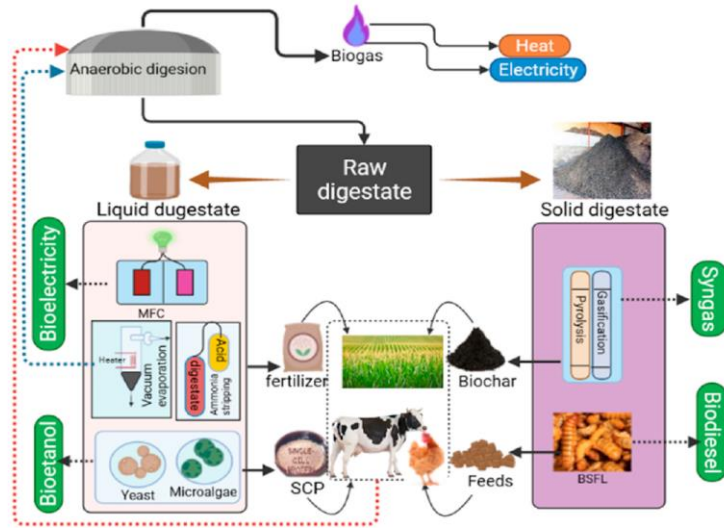 Anaerobic digesion
Biogas
Heat
Electricity
Raw
digestate
Liquid dugestate
Solid digestate
Bioelectricity
MFC
Heater
Vacuum
evaporation
digestate
Acid
Ammonia
stripping
fertilizer
Biochar
Pyrolysis
Gasification
Syngas
Bioetanol
Yeast
Microalgae
SINGLE-
SCP
Feeds
BSFL
Biodiesel